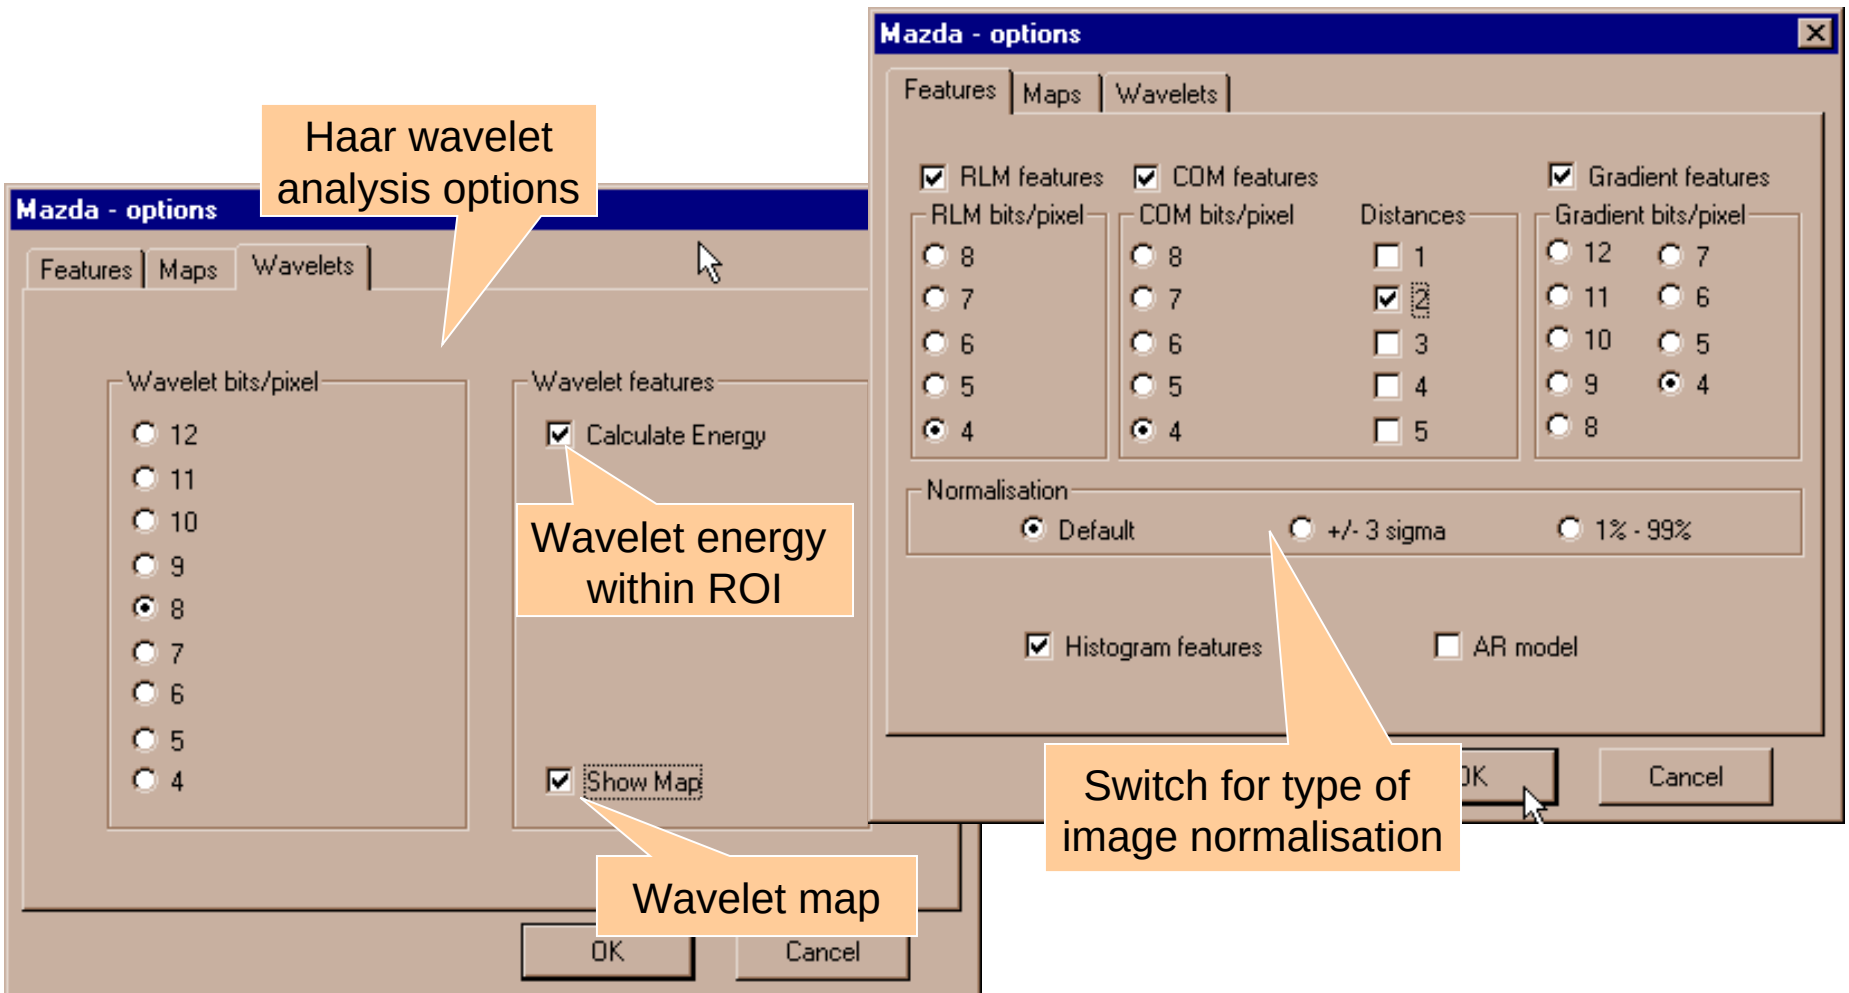 Mazda - options
Features Maps Wavelets
RLM features COM features Gradient features
RLM bits/pixel COM bits/pixel Distances Gradient bits/pixel
8 8 1 12 7
7 7 2 11 6
6 6 3 10 5
5 5 4 9 4
4 4 5 8
Normalisation
Default +/- 3 sigma 1% - 99%
Histogram features AR model
Cancel
Switch for type of
image normalisation
Haar wavelet
analysis options
Mazda - options
Features Maps Wavelets
Wavelet bits/pixel Wavelet features
12 Calculate Energy
11
10
9
8
7
6
5
4 Show Map
Wavelet energy
within ROI
Wavelet map
OK Cancel